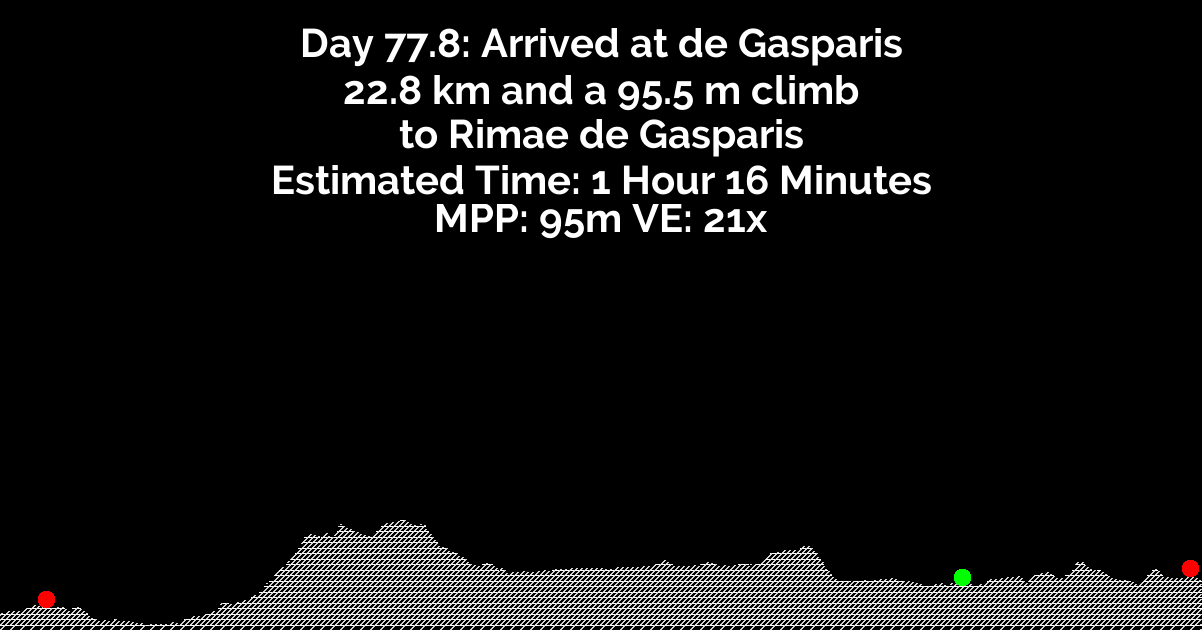 Day 77.8: Arrived at de Gasparis
22.8 km and a 95.5 m climb
to Rimae de Gasparis
Estimated Time: 1 Hour 16 Minutes
MPP: 95m VE: 21x